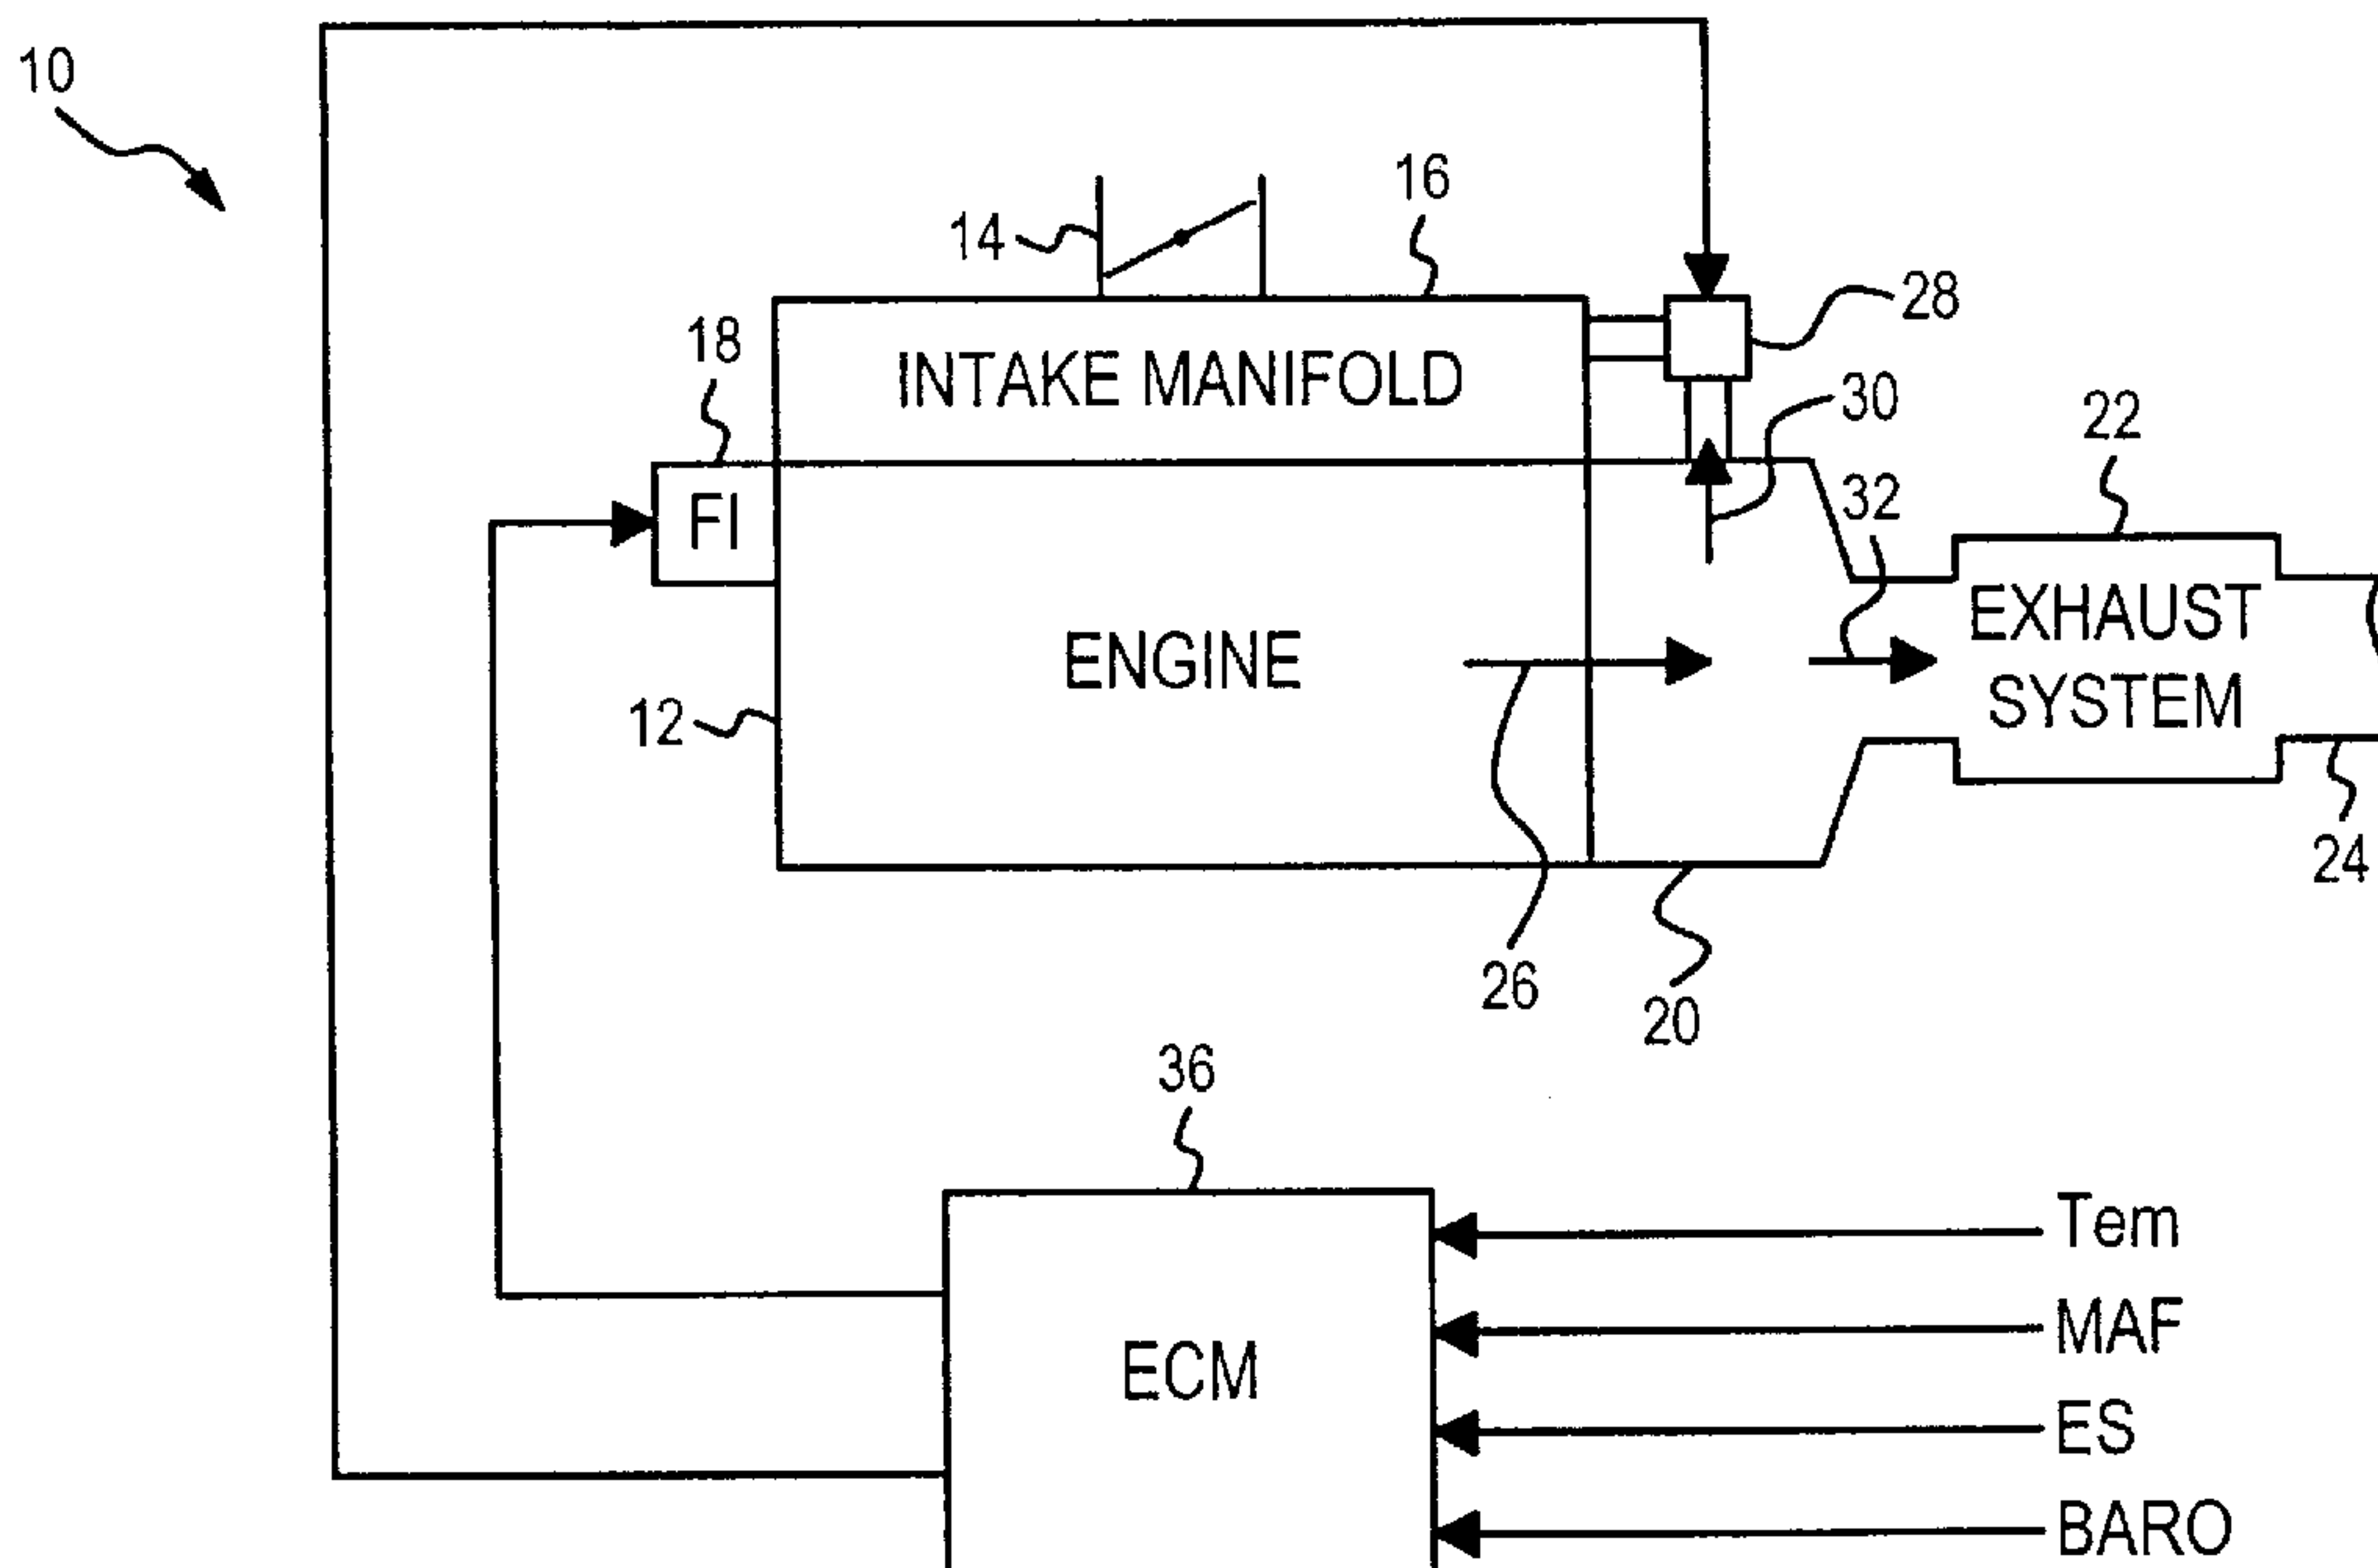 10
14
16
28
18
INTAKE MANIFOLD
30
22
32
FI
EXHAUST
SYSTEM
ENGINE
12
24
26
20
36
Tem
MAF
ECM
ES
BARO